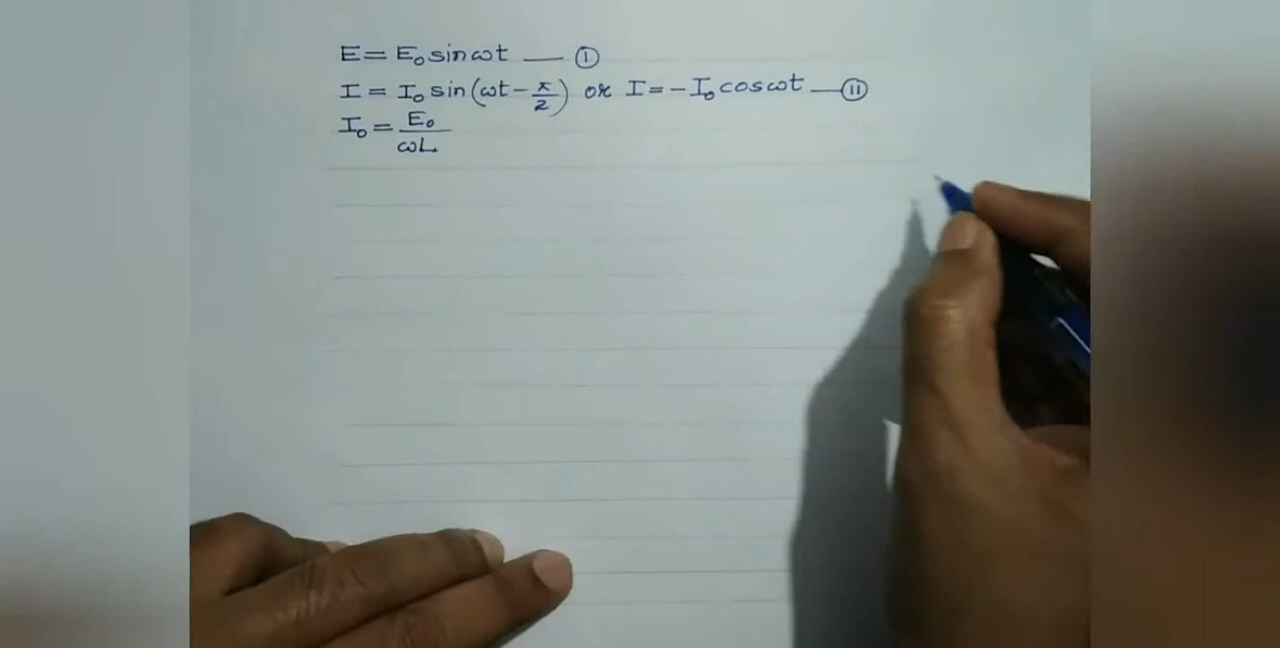 E = E₀ sin ωt — ①
I = I₀ sin (ωt - π/2) or I = - I₀ cos ωt — ⑪
I₀ = E₀/ωL